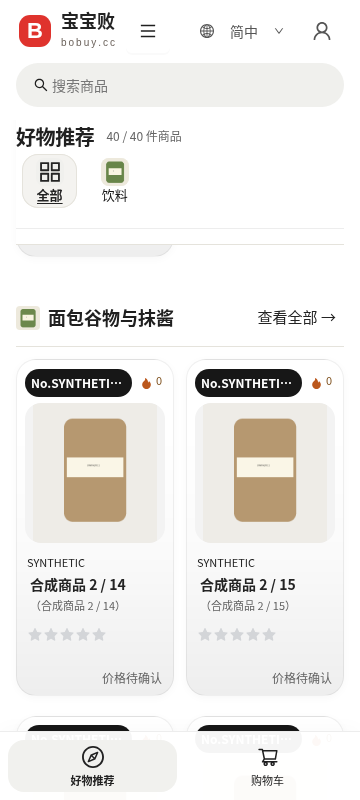 B 宝宝败
bobuy.cc
简中
搜索商品
好物推荐 40 / 40 件商品
全部 饮料
面包谷物与抹酱 查看全部 →
No.SYNTHETI… 0 No.SYNTHETI… 0
SYNTHETIC SYNTHETIC
合成商品 2 / 14 合成商品 2 / 15
（合成商品 2 / 14） （合成商品 2 / 15）
价格待确认 价格待确认
No.SYNTHETI… No.SYNTHETI…
好物推荐 购物车